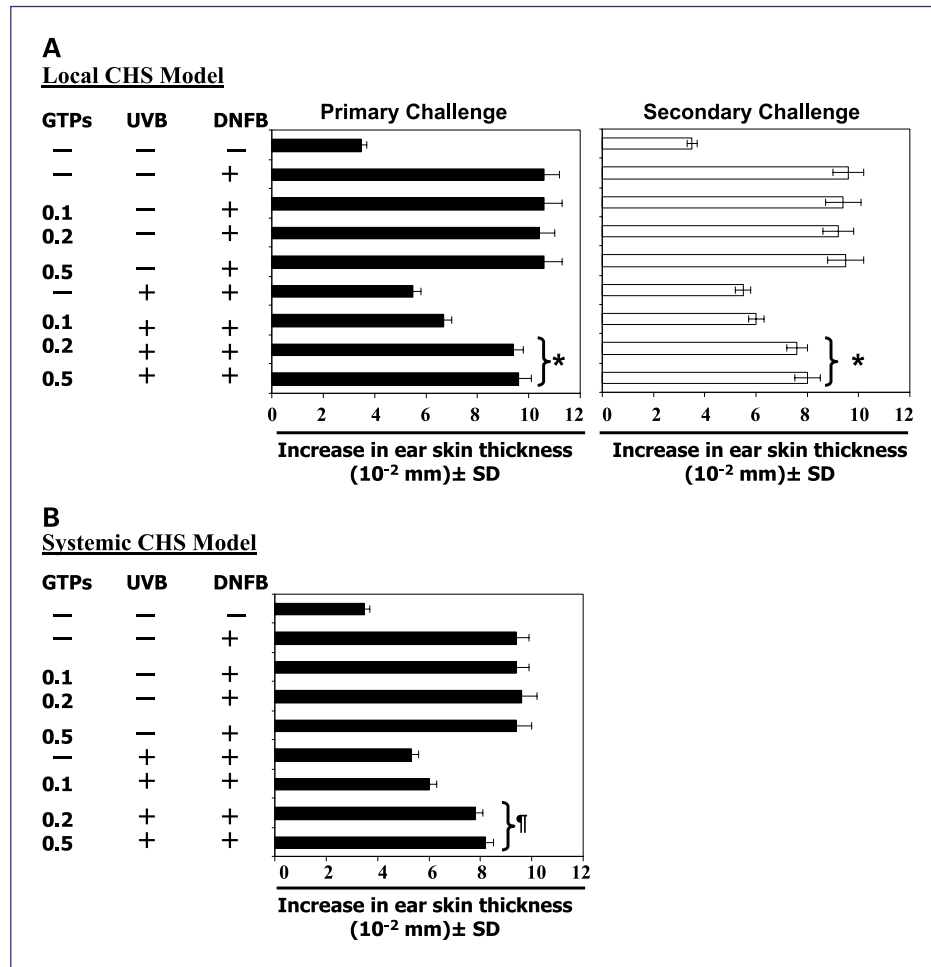 A
Local CHS Model
GTPs UVB DNFB Primary Challenge Secondary Challenge
— — —
— — +
0.1 — +
0.2 — +
0.5 — +
— + +
0.1 + +
0.2 + + } *  } *
0.5 + +
0 2 4 6 8 10 12 0 2 4 6 8 10 12
Increase in ear skin thickness Increase in ear skin thickness
(10⁻² mm)± SD (10⁻² mm)± SD
B
Systemic CHS Model
GTPs UVB DNFB
— — —
— — +
0.1 — +
0.2 — +
0.5 — +
— + +
0.1 + +
0.2 + + } ¶
0.5 + +
0 2 4 6 8 10 12
Increase in ear skin thickness
(10⁻² mm)± SD